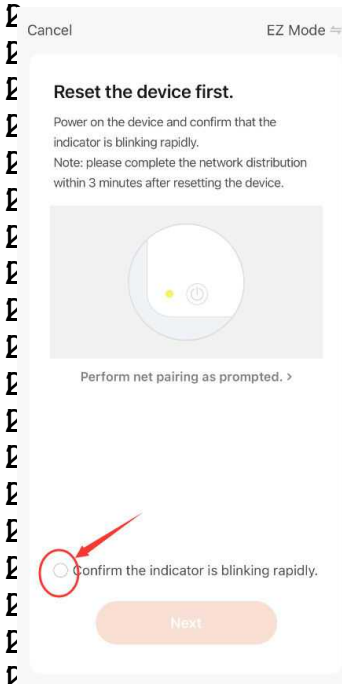 Cancel
EZ Mode
Reset the device first.
Power on the device and confirm that the
indicator is blinking rapidly.
Note: please complete the network distribution
within 3 minutes after resetting the device.
Perform net pairing as prompted. >
Confirm the indicator is blinking rapidly.
Next